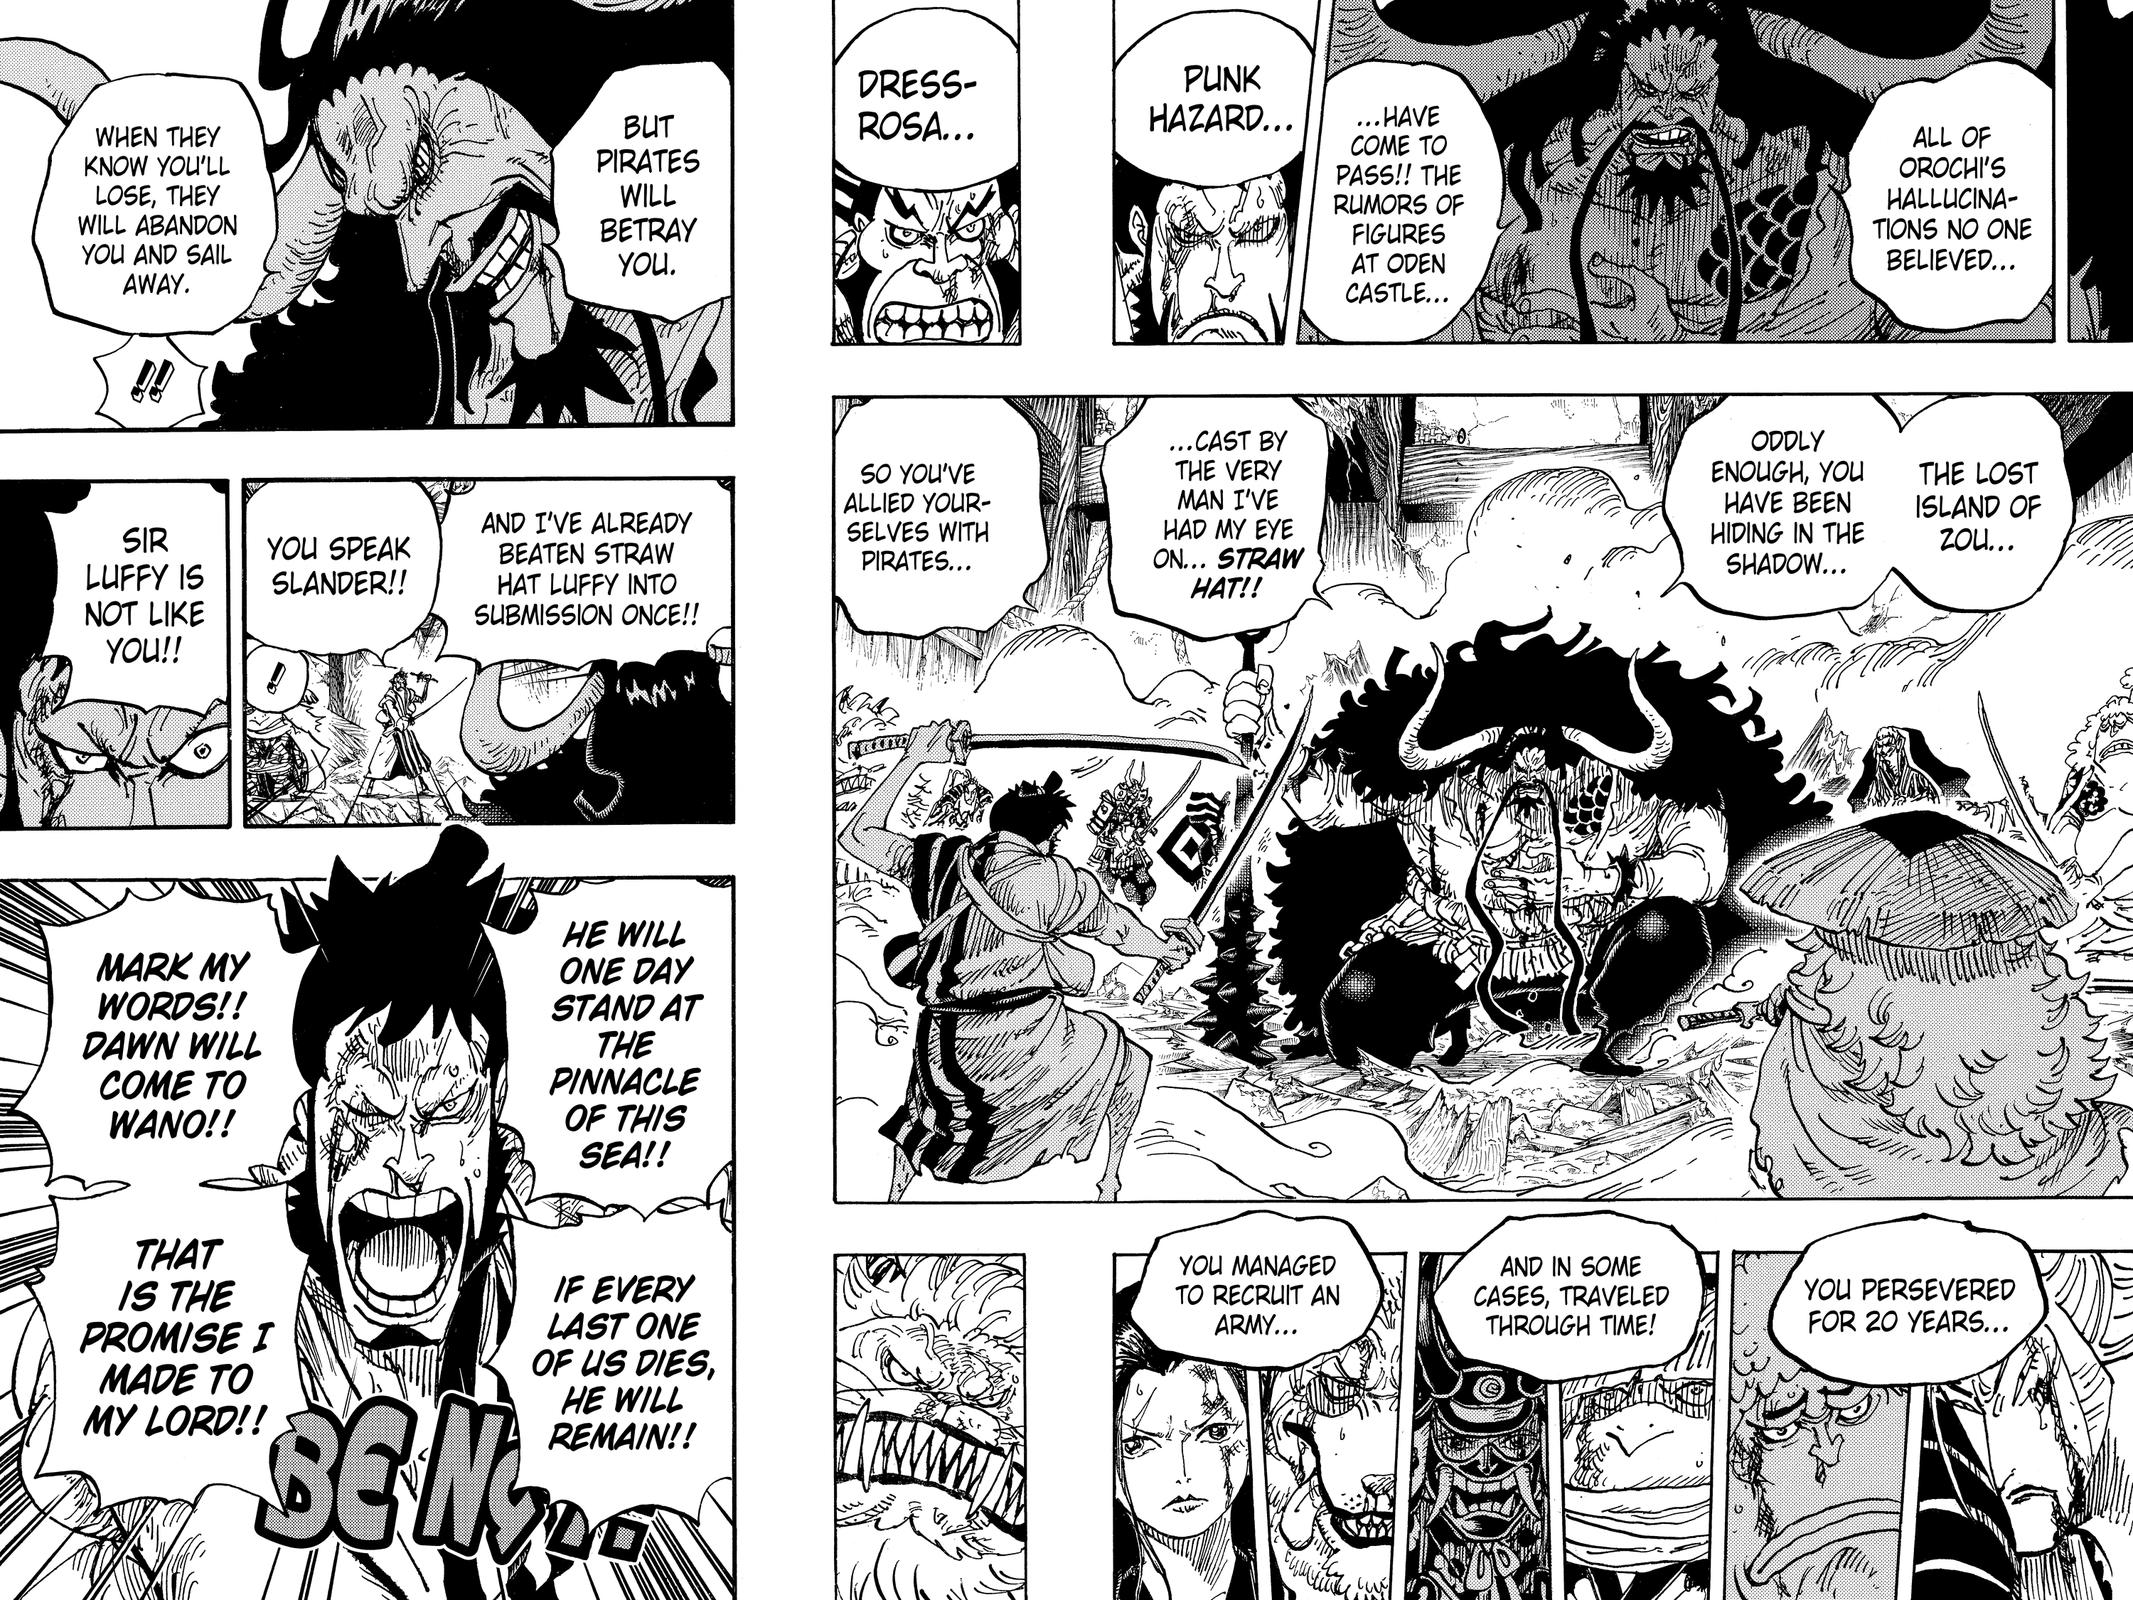 ALL OF
OROCHI'S
HALLUCINA-
TIONS NO ONE
BELIEVED...
...HAVE
COME TO
PASS!! THE
RUMORS OF
FIGURES
AT ODEN
CASTLE...
PUNK
HAZARD...
DRESS-
ROSA...
THE LOST
ISLAND OF
ZOU...
ODDLY
ENOUGH, YOU
HAVE BEEN
HIDING IN THE
SHADOW...
...CAST BY
THE VERY
MAN I'VE
HAD MY EYE
ON... STRAW
HAT!!
SO YOU'VE
ALLIED YOUR-
SELVES WITH
PIRATES...
YOU PERSEVERED
FOR 20 YEARS...
AND IN SOME
CASES, TRAVELED
THROUGH TIME!
YOU MANAGED
TO RECRUIT AN
ARMY...
BUT
PIRATES
WILL
BETRAY
YOU.
WHEN THEY
KNOW YOU'LL
LOSE, THEY
WILL ABANDON
YOU AND SAIL
AWAY.
!!
AND I'VE ALREADY
BEATEN STRAW
HAT LUFFY INTO
SUBMISSION ONCE!!
YOU SPEAK
SLANDER!!
!!
SIR
LUFFY IS
NOT LIKE
YOU!!
HE WILL
ONE DAY
STAND AT
THE
PINNACLE
OF THIS
SEA!!
IF EVERY
LAST ONE
OF US DIES,
HE WILL
REMAIN!!
MARK MY
WORDS!!
DAWN WILL
COME TO
WANO!!
THAT
IS THE
PROMISE I
MADE TO
MY LORD!!